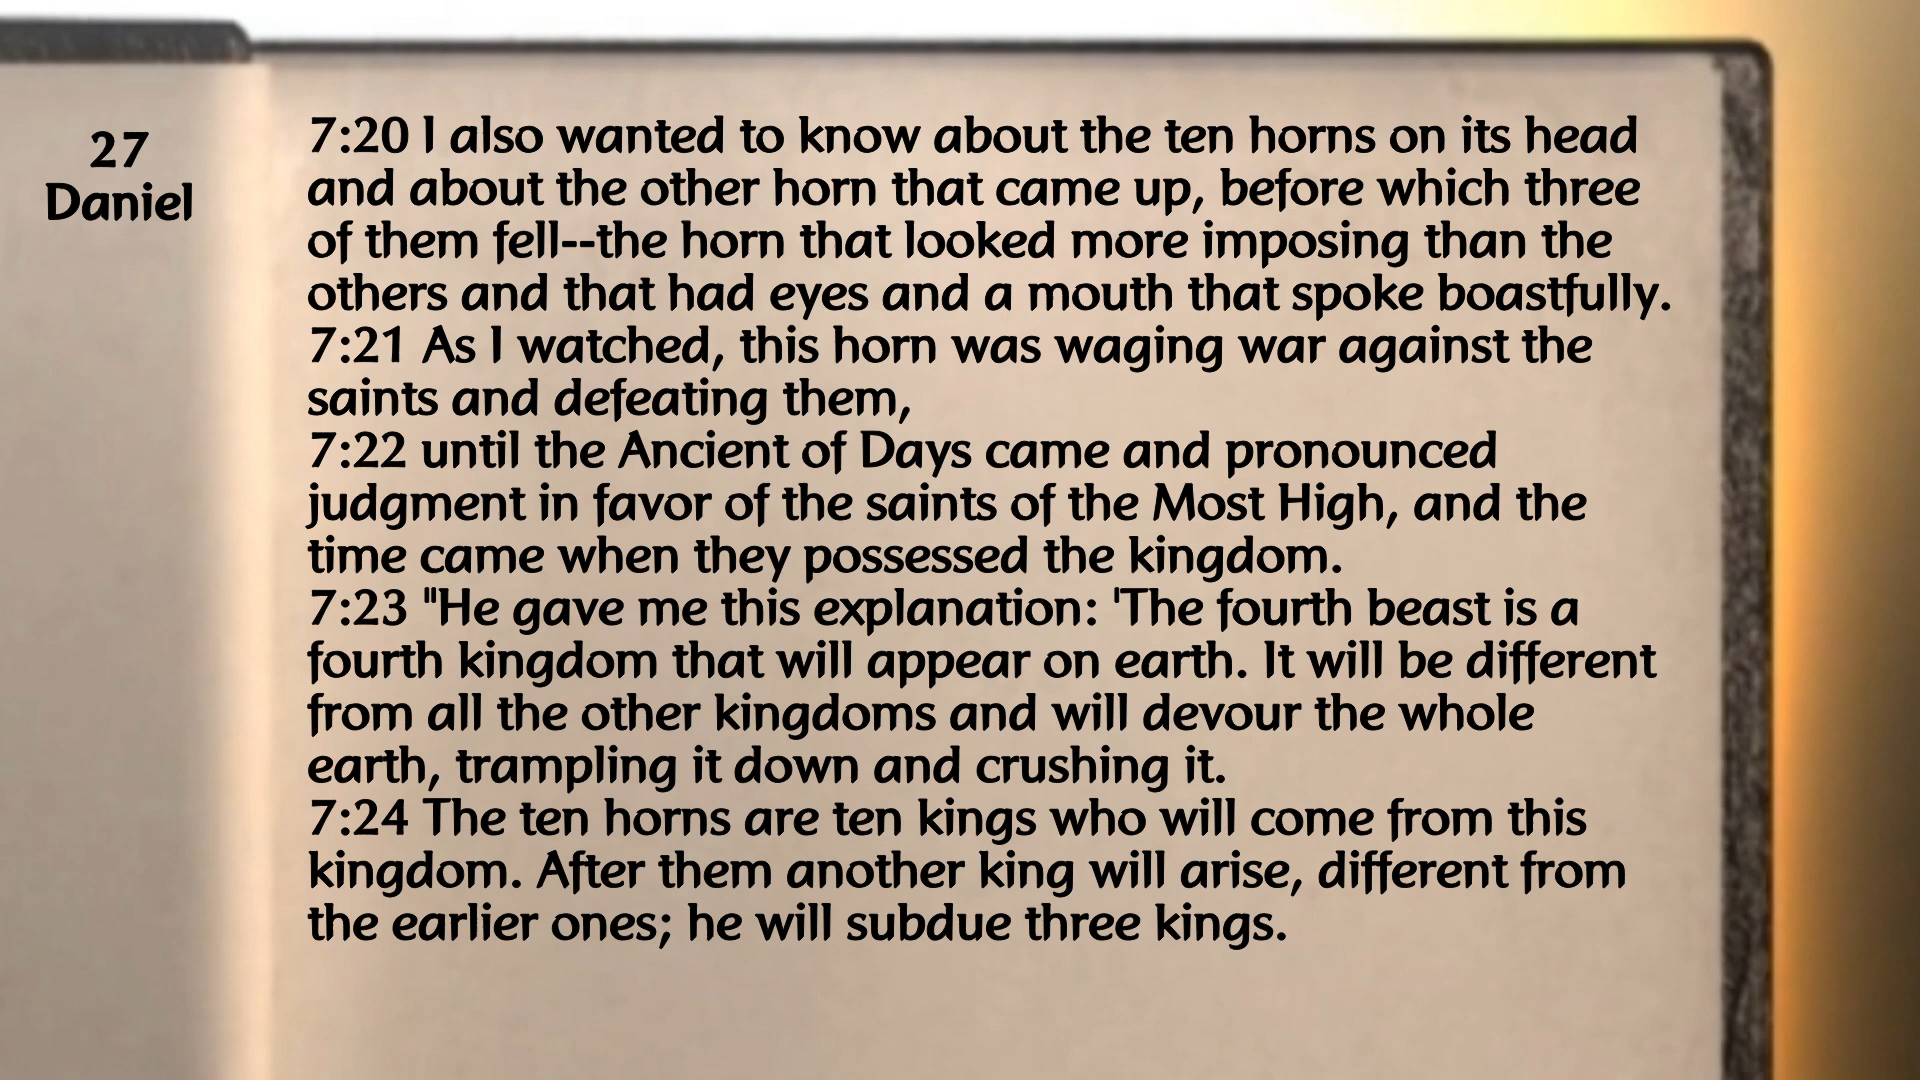 27
Daniel
7:20 I also wanted to know about the ten horns on its head
and about the other horn that came up, before which three
of them fell--the horn that looked more imposing than the
others and that had eyes and a mouth that spoke boastfully.
7:21 As I watched, this horn was waging war against the
saints and defeating them,
7:22 until the Ancient of Days came and pronounced
judgment in favor of the saints of the Most High, and the
time came when they possessed the kingdom.
7:23 "He gave me this explanation: 'The fourth beast is a
fourth kingdom that will appear on earth. It will be different
from all the other kingdoms and will devour the whole
earth, trampling it down and crushing it.
7:24 The ten horns are ten kings who will come from this
kingdom. After them another king will arise, different from
the earlier ones; he will subdue three kings.